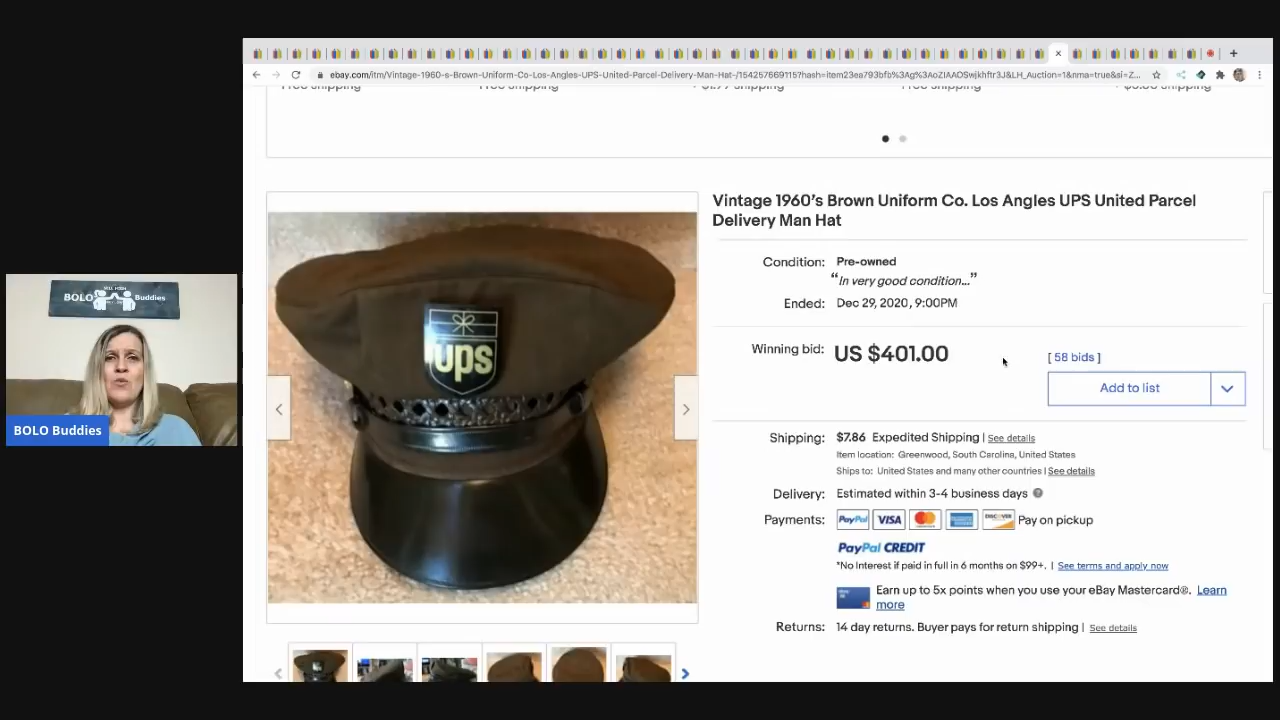 ebay.com/itm/Vintage-1960-s-Brown-Uniform-Co-Los-Angles-UPS-United-Parcel-Delivery-Man-Hat-/154257669115?hash=item23ea793bfb%3Ag%3AoZIAAOSwjkhftr3J&LH_Auction=1&nma=true&si=Z...
Free shipping
Free shipping
+ $1.99 shipping
Free shipping
shipping
Vintage 1960's Brown Uniform Co. Los Angles UPS United Parcel
Delivery Man Hat
Condition: Pre-owned
"In very good condition..."
Ended: Dec 29, 2020, 9:00PM
Winning bid: US $401.00
[ 58 bids ]
Add to list
Shipping: $7.86 Expedited Shipping | See details
Item location: Greenwood, South Carolina, United States
Ships to: United States and many other countries | See details
Delivery: Estimated within 3-4 business days
Payments: PayPal VISA DISCOVER Pay on pickup
PayPal CREDIT
*No Interest if paid in full in 6 months on $99+. | See terms and apply now
Earn up to 5x points when you use your eBay Mastercard®. Learn
more
Returns: 14 day returns. Buyer pays for return shipping | See details
ups
BOLO Buddies
BOLO Buddies